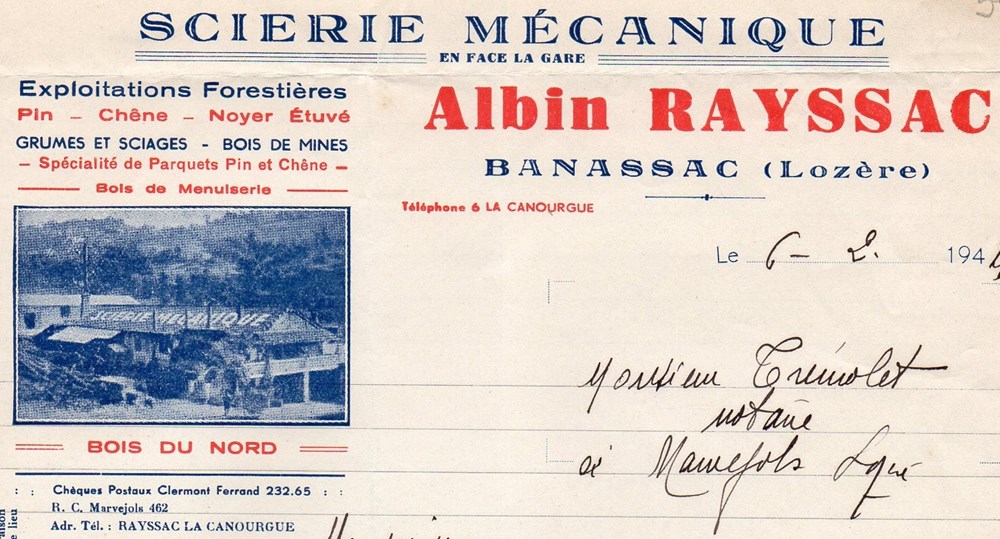 SCIERIE MÉCANIQUE
EN FACE LA GARE
Exploitations Forestières
Pin - Chêne - Noyer Étuvé
GRUMES ET SCIAGES - BOIS DE MINES
- Spécialité de Parquets Pin et Chêne -
Bois de Menuiserie
Albin RAYSSAC
BANASSAC (Lozère)
Téléphone 6 LA CANOURGUE
Le 6 - 2. 194
SCIERIE MECANIQUE
Monsieur Trémolet
notaire
à Marvejols Lozère
BOIS DU NORD
: : Chèques Postaux Clermont Ferrand 232.65 : :
R. C. Marvejols 462
Adr. Tél. : RAYSSAC LA CANOURGUE
lieu